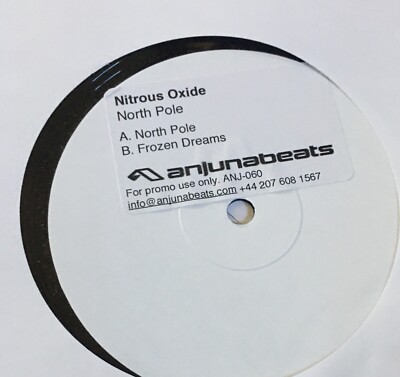 Nitrous Oxide
North Pole
A. North Pole
B. Frozen Dreams
anjunabeats
For promo use only. ANJ-060
info@anjunabeats.com +44 207 608 1567